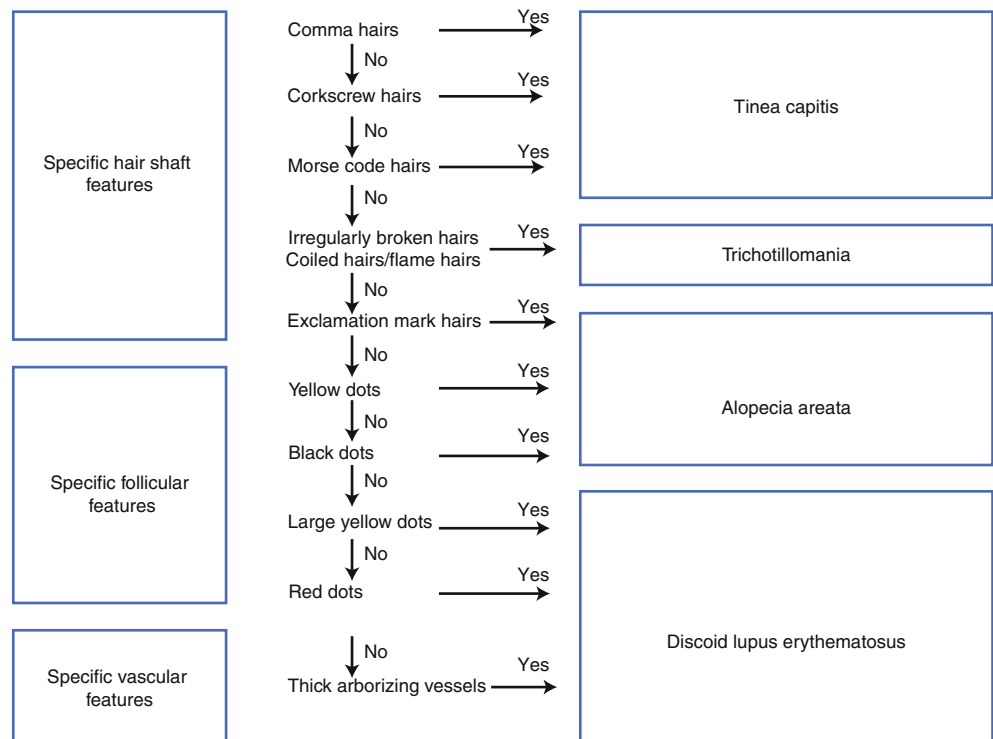 Specific hair shaft
features
Specific follicular
features
Specific vascular
features
Comma hairs
Yes
No
Corkscrew hairs
Yes
No
Morse code hairs
Yes
No
Irregularly broken hairs
Coiled hairs/flame hairs
Yes
No
Exclamation mark hairs
Yes
No
Yellow dots
Yes
No
Black dots
Yes
No
Large yellow dots
Yes
No
Red dots
Yes
No
Thick arborizing vessels
Yes
Tinea capitis
Trichotillomania
Alopecia areata
Discoid lupus erythematosus